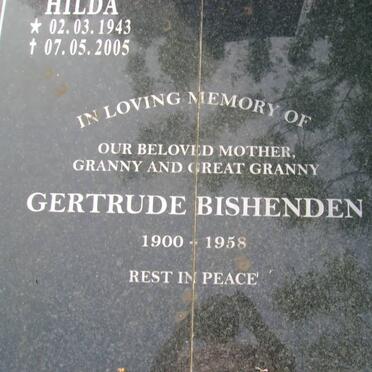 HILDA
★ 02.03.1943
† 07.05.2005
IN LOVING MEMORY OF
OUR BELOVED MOTHER,
GRANNY AND GREAT GRANNY
GERTRUDE BISHENDEN
1900 - 1958
REST IN PEACE